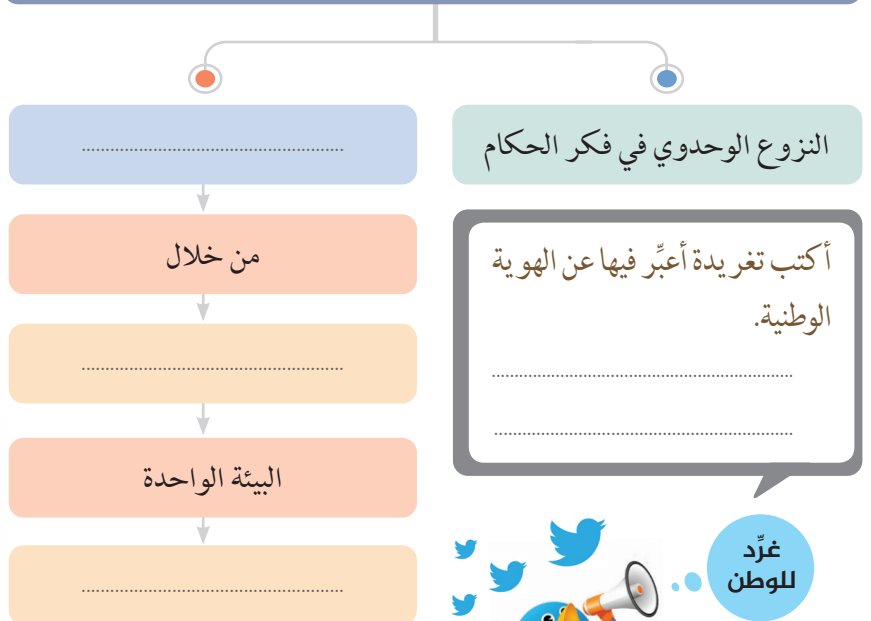 النزوع الوحدوي في فكر الحكام
أكتب تغريدة أعبِّر فيها عن الهوية
الوطنية.
....................................................
....................................................
غرِّد
للوطن
....................................................
من خلال
....................................................
البيئة الواحدة
....................................................